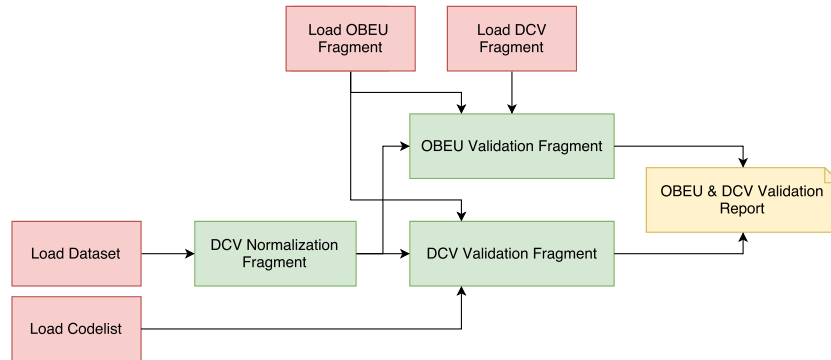 Load OBEU
Fragment
Load DCV
Fragment
OBEU Validation Fragment
OBEU & DCV Validation
Report
Load Dataset
DCV Normalization
Fragment
DCV Validation Fragment
Load Codelist